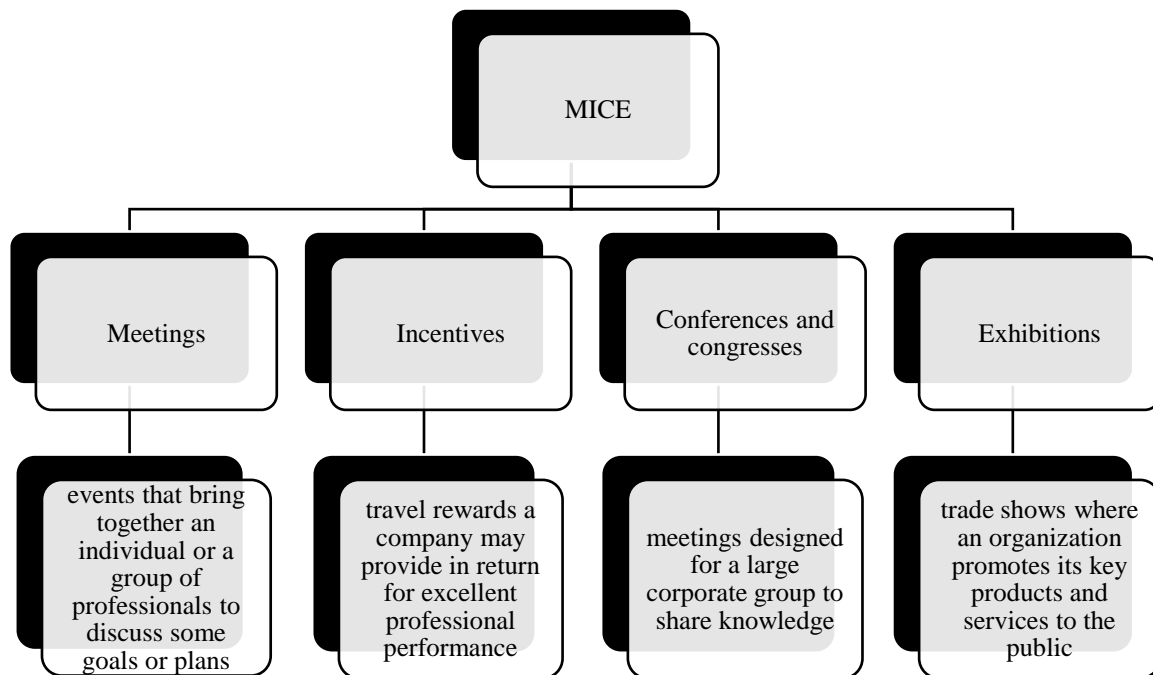 MICE
Meetings
Incentives
Conferences and
congresses
Exhibitions
events that bring
together an
individual or a
group of
professionals to
discuss some
goals or plans
travel rewards a
company may
provide in return
for excellent
professional
performance
meetings designed
for a large
corporate group to
share knowledge
trade shows where
an organization
promotes its key
products and
services to the
public